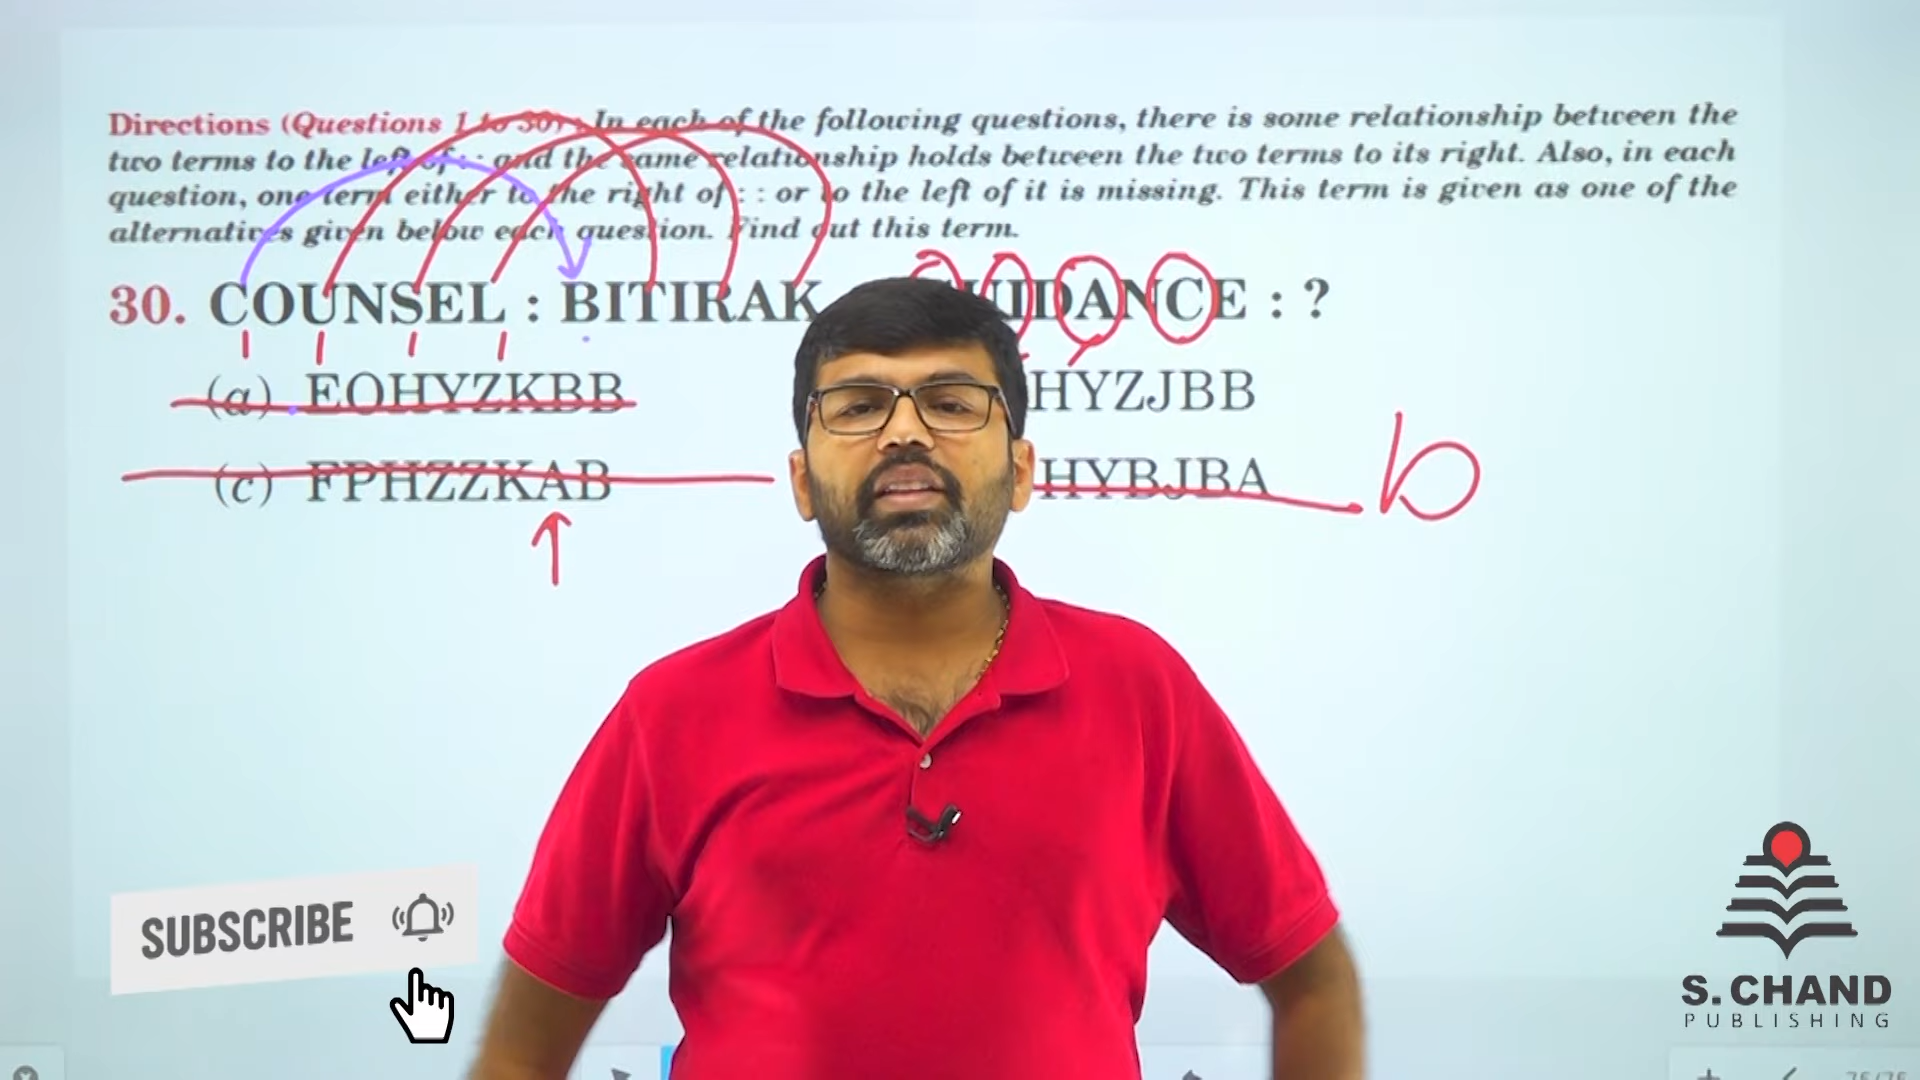 Directions (Questions 1 to 30) : In each of the following questions, there is some relationship between the
two terms to the left of : : and the same relationship holds between the two terms to its right. Also, in each
question, one term either to the right of : : or to the left of it is missing. This term is given as one of the
alternatives given below each question. Find out this term.
30. COUNSEL : BITIRAK UIDANCE : ?
(a) EOHYZKBB HYZJBB
(c) FPHZZKAB HYBJBA
b
SUBSCRIBE
S. CHAND
PUBLISHING
75/75